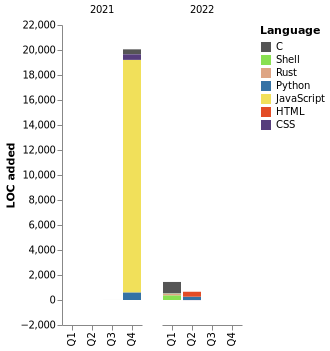 2021
2022
22,000
20,000
18,000
16,000
14,000
12,000
10,000
8,000
6,000
4,000
2,000
0
−2,000
LOC added
Q1
Q2
Q3
Q4
Q1
Q2
Q3
Q4
Language
C
Shell
Rust
Python
JavaScript
HTML
CSS